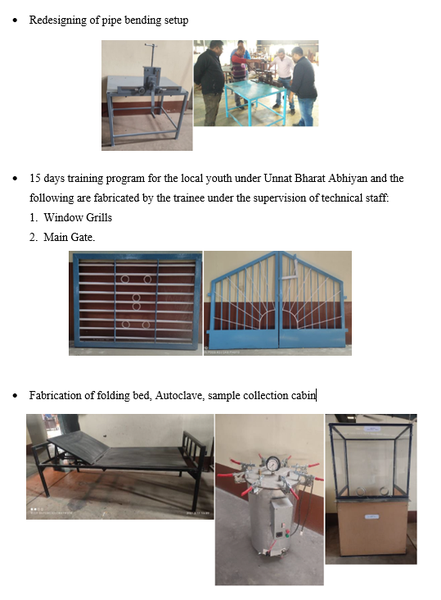 Redesigning of pipe bending setup
15 days training program for the local youth under Unnat Bharat Abhiyan and the
following are fabricated by the trainee under the supervision of technical staff:
1. Window Grills
2. Main Gate.
Fabrication of folding bed, Autoclave, sample collection cabin